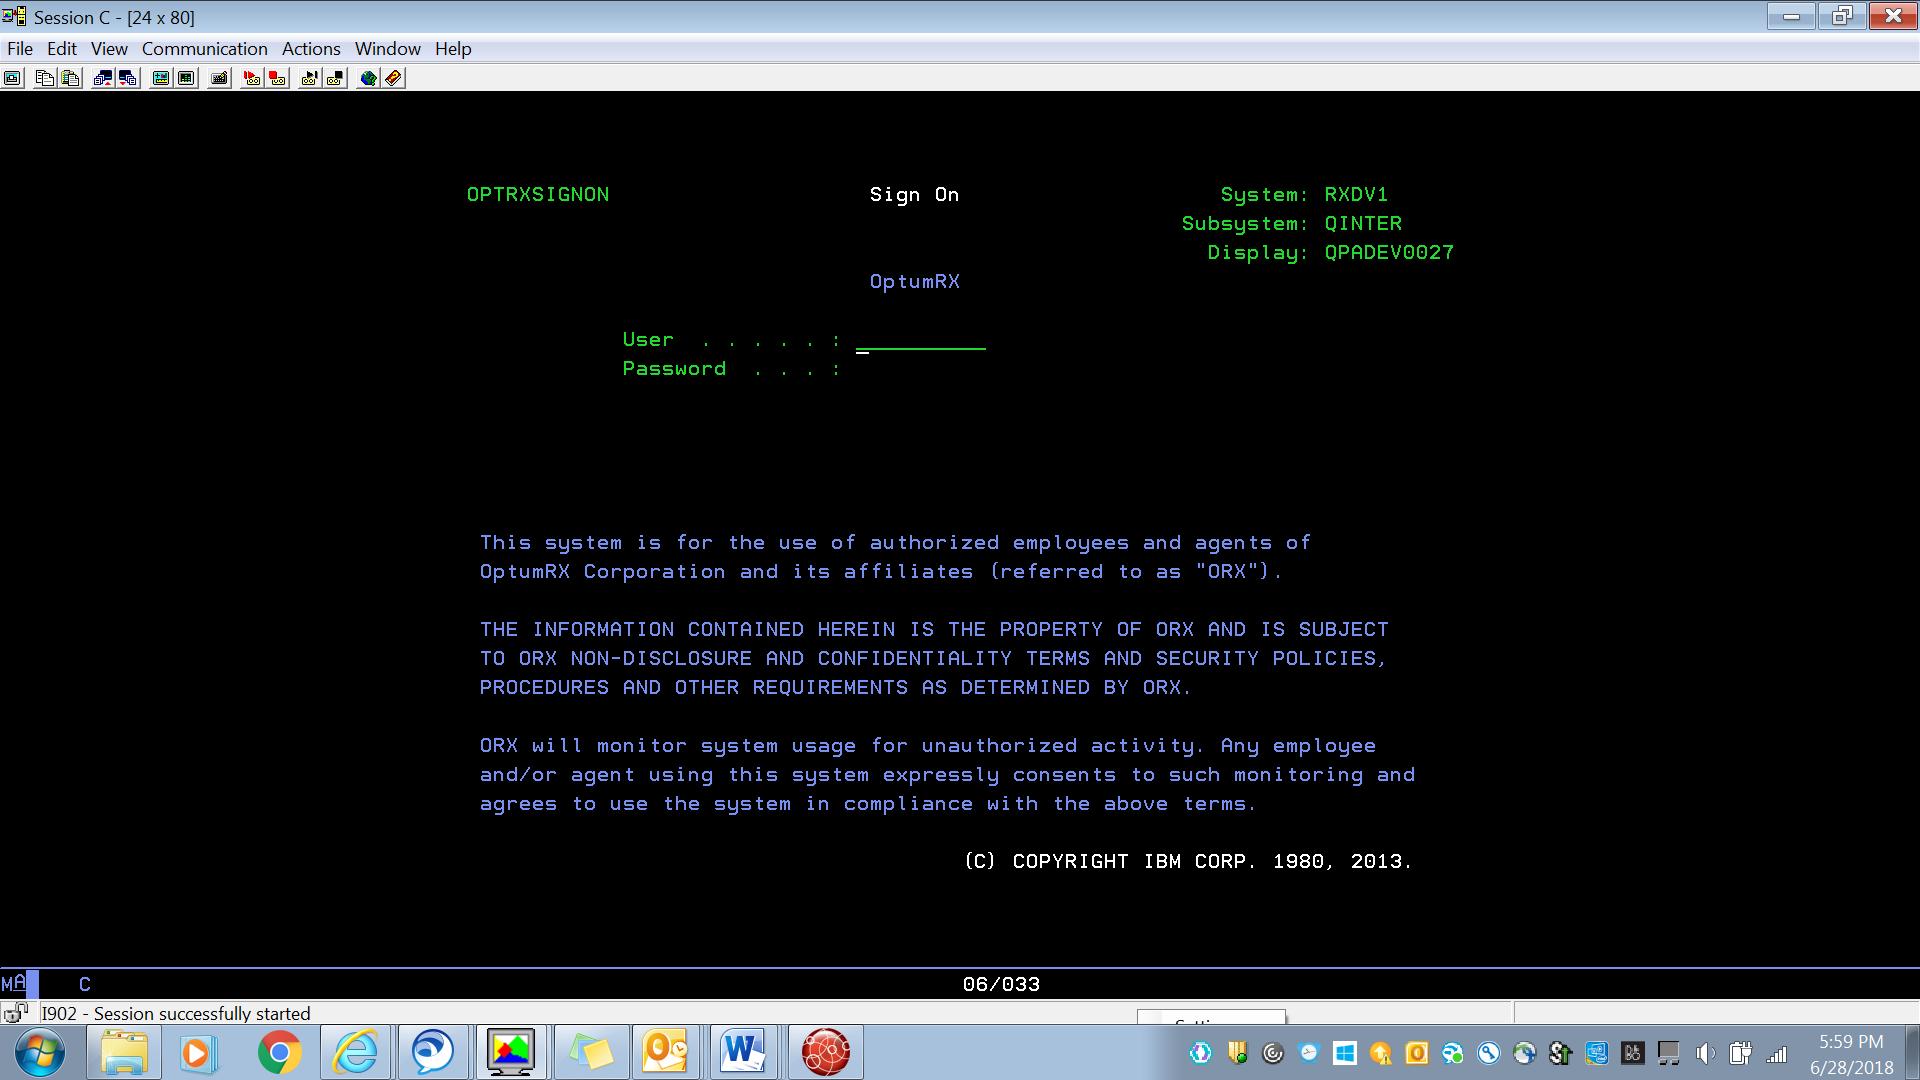 Session C - [24 x 80]
File Edit View Communication Actions Window Help
OPTRXSIGNON Sign On System: RXDV1
Subsystem: QINTER
Display: QPADEV0027
OptumRX
User . . . . . :
Password . . . :
This system is for the use of authorized employees and agents of
OptumRX Corporation and its affiliates (referred to as "ORX").
THE INFORMATION CONTAINED HEREIN IS THE PROPERTY OF ORX AND IS SUBJECT
TO ORX NON-DISCLOSURE AND CONFIDENTIALITY TERMS AND SECURITY POLICIES,
PROCEDURES AND OTHER REQUIREMENTS AS DETERMINED BY ORX.
ORX will monitor system usage for unauthorized activity. Any employee
and/or agent using this system expressly consents to such monitoring and
agrees to use the system in compliance with the above terms.
(C) COPYRIGHT IBM CORP. 1980, 2013.
MA C 06/033
I902 - Session successfully started
5:59 PM
6/28/2018